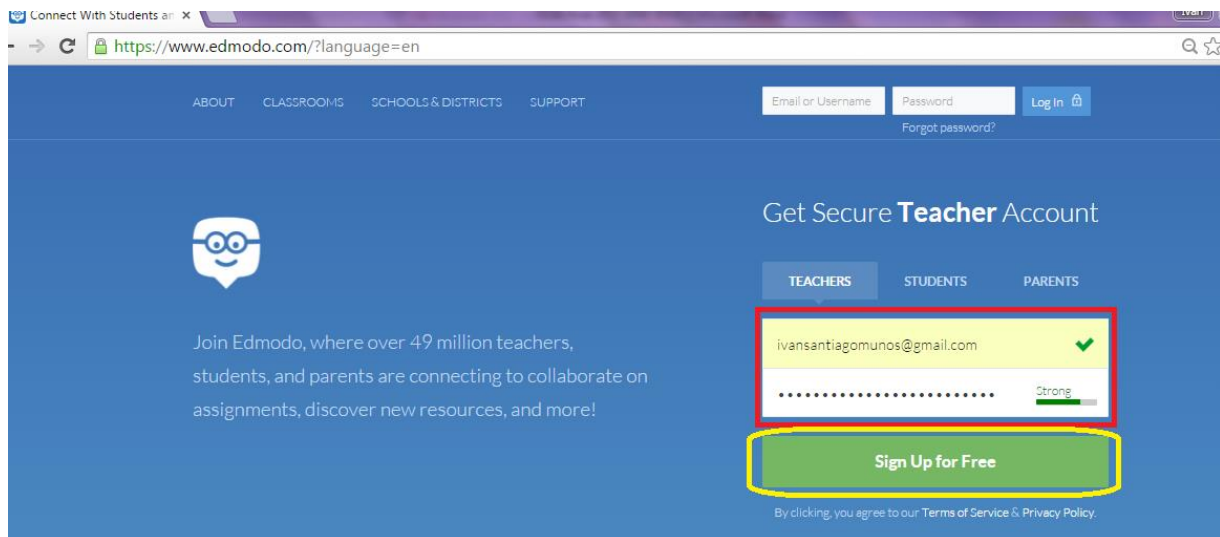 Connect With Students an
Ivan
https://www.edmodo.com/?language=en
ABOUT CLASSROOMS SCHOOLS & DISTRICTS SUPPORT
Email or Username Password Log In
Forgot password?
Get Secure Teacher Account
TEACHERS STUDENTS PARENTS
ivansantiagomunos@gmail.com
Strong
Join Edmodo, where over 49 million teachers,
students, and parents are connecting to collaborate on
assignments, discover new resources, and more!
Sign Up for Free
By clicking, you agree to our Terms of Service & Privacy Policy.